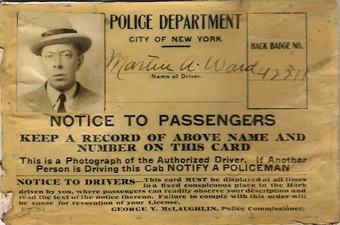 POLICE DEPARTMENT
CITY OF NEW YORK
HACK BADGE NO.
Martin A. Ward 42211
Name of Driver.
NOTICE TO PASSENGERS
KEEP A RECORD OF ABOVE NAME AND
NUMBER ON THIS CARD
This is a Photograph of the Authorized Driver. If Another
Person is Driving this Cab NOTIFY A POLICEMAN
NOTICE TO DRIVERS—This card MUST be displayed at all times
in a fixed conspicuous place in the Hack
driven by you, where passengers can readily observe your likeness and
read the text of the notice thereon. Failure to comply with this order will
be cause for revocation of your License.
GEORGE V. McLAUGHLIN, Police Commissioner.